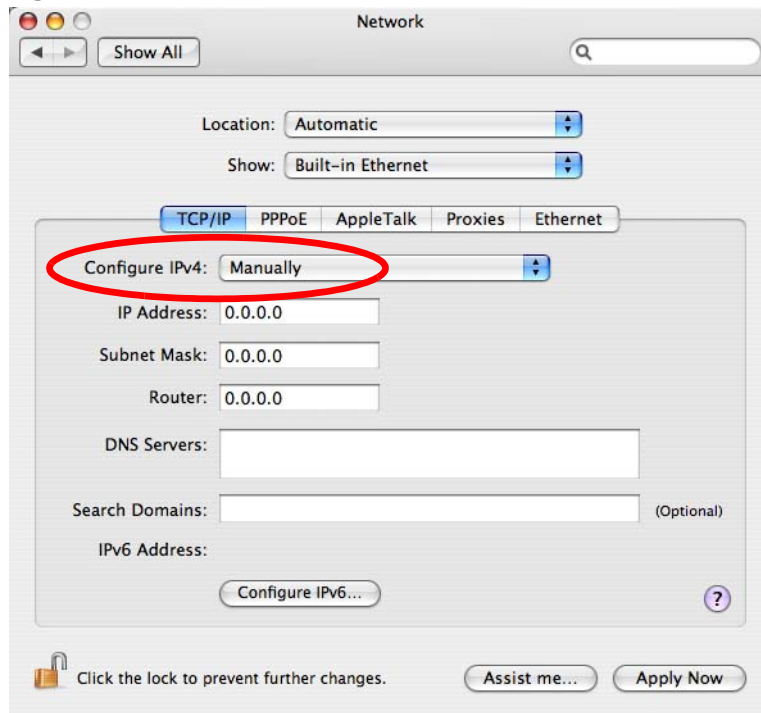 Network
Show All
Location: Automatic
Show: Built-in Ethernet
TCP/IP PPPoE AppleTalk Proxies Ethernet
Configure IPv4: Manually
IP Address: 0.0.0.0
Subnet Mask: 0.0.0.0
Router: 0.0.0.0
DNS Servers:
Search Domains: (Optional)
IPv6 Address:
Configure IPv6...
?
Click the lock to prevent further changes. Assist me... Apply Now